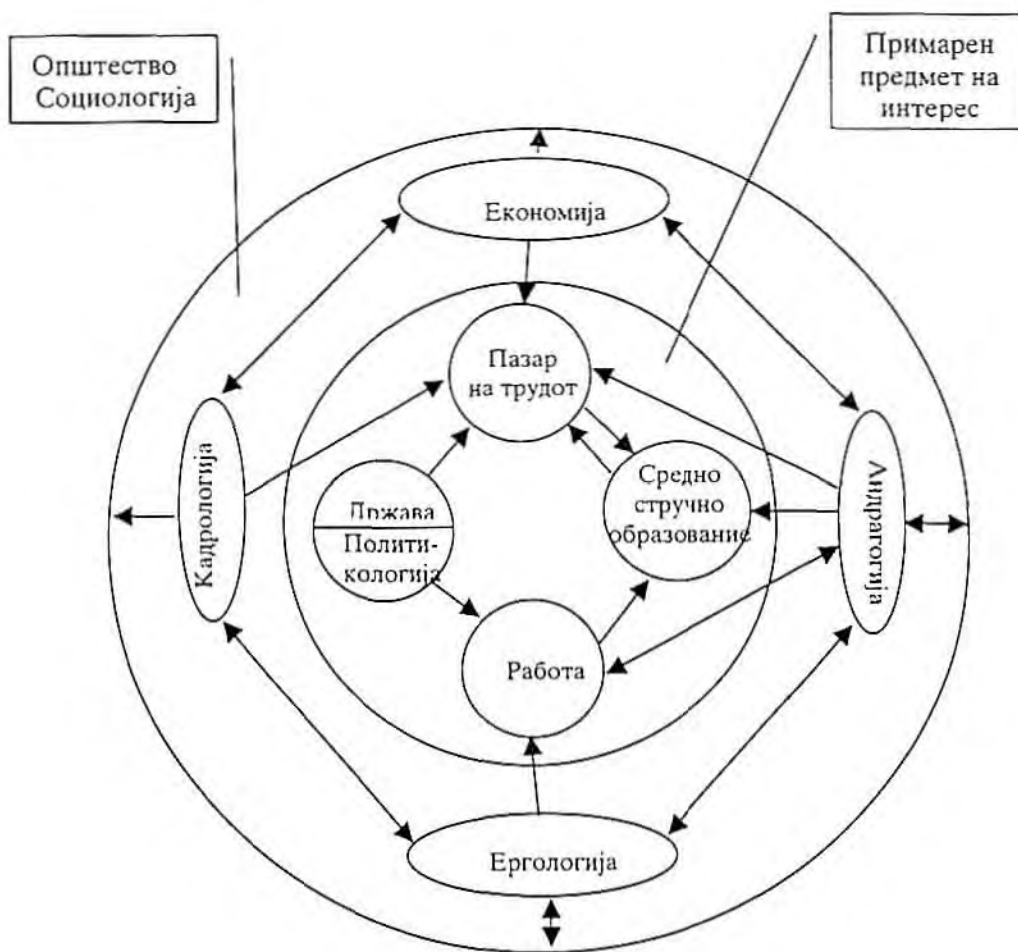 Општество
Социологија
Примарен
предмет на
интерес
Економија
Пазар
на трудот
Кадрологија
Држава
Полити-
кологија
Средно
стручно
образование
Андрагогија
Работа
Ергологија